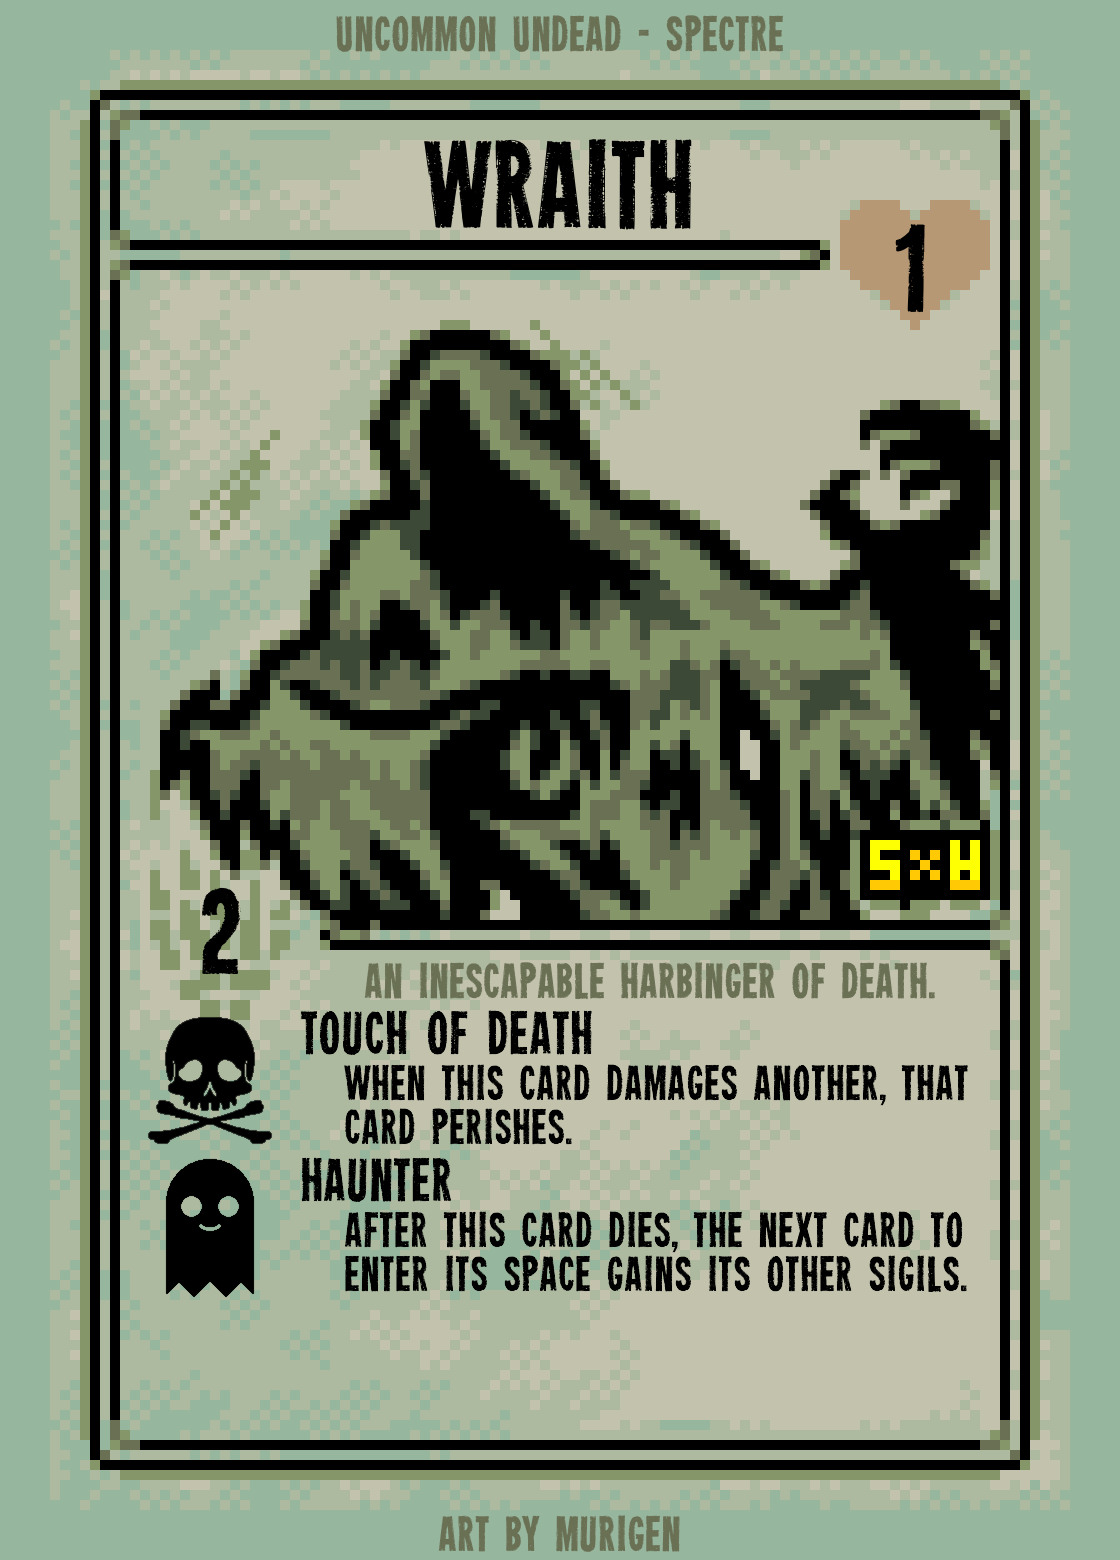 UNCOMMON UNDEAD - SPECTRE
WRAITH
1
2
AN INESCAPABLE HARBINGER OF DEATH.
TOUCH OF DEATH
WHEN THIS CARD DAMAGES ANOTHER, THAT
CARD PERISHES.
HAUNTER
AFTER THIS CARD DIES, THE NEXT CARD TO
ENTER ITS SPACE GAINS ITS OTHER SIGILS.
ART BY MURIGEN